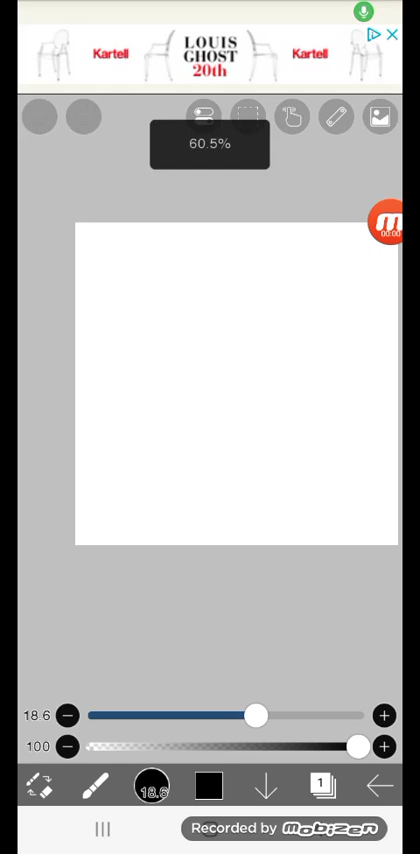 Kartell
LOUIS
GHOST
20th
Kartell
60.5%
00:00
18.6
100
18.6
1
Recorded by mobizen